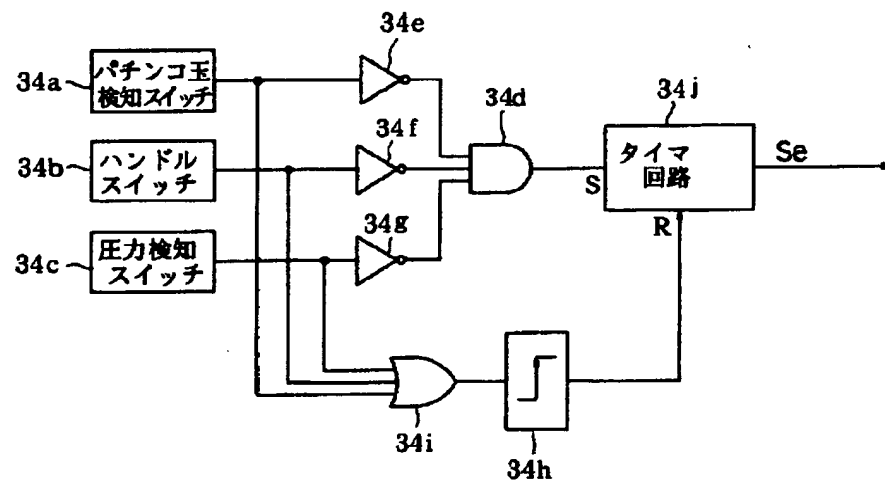 34e
34a
パチンコ玉
検知スイッチ
34d
34j
34b
ハンドル
スイッチ
34f
タイマ
回路
S
Se
R
34c
圧力検知
スイッチ
34g
34i
34h